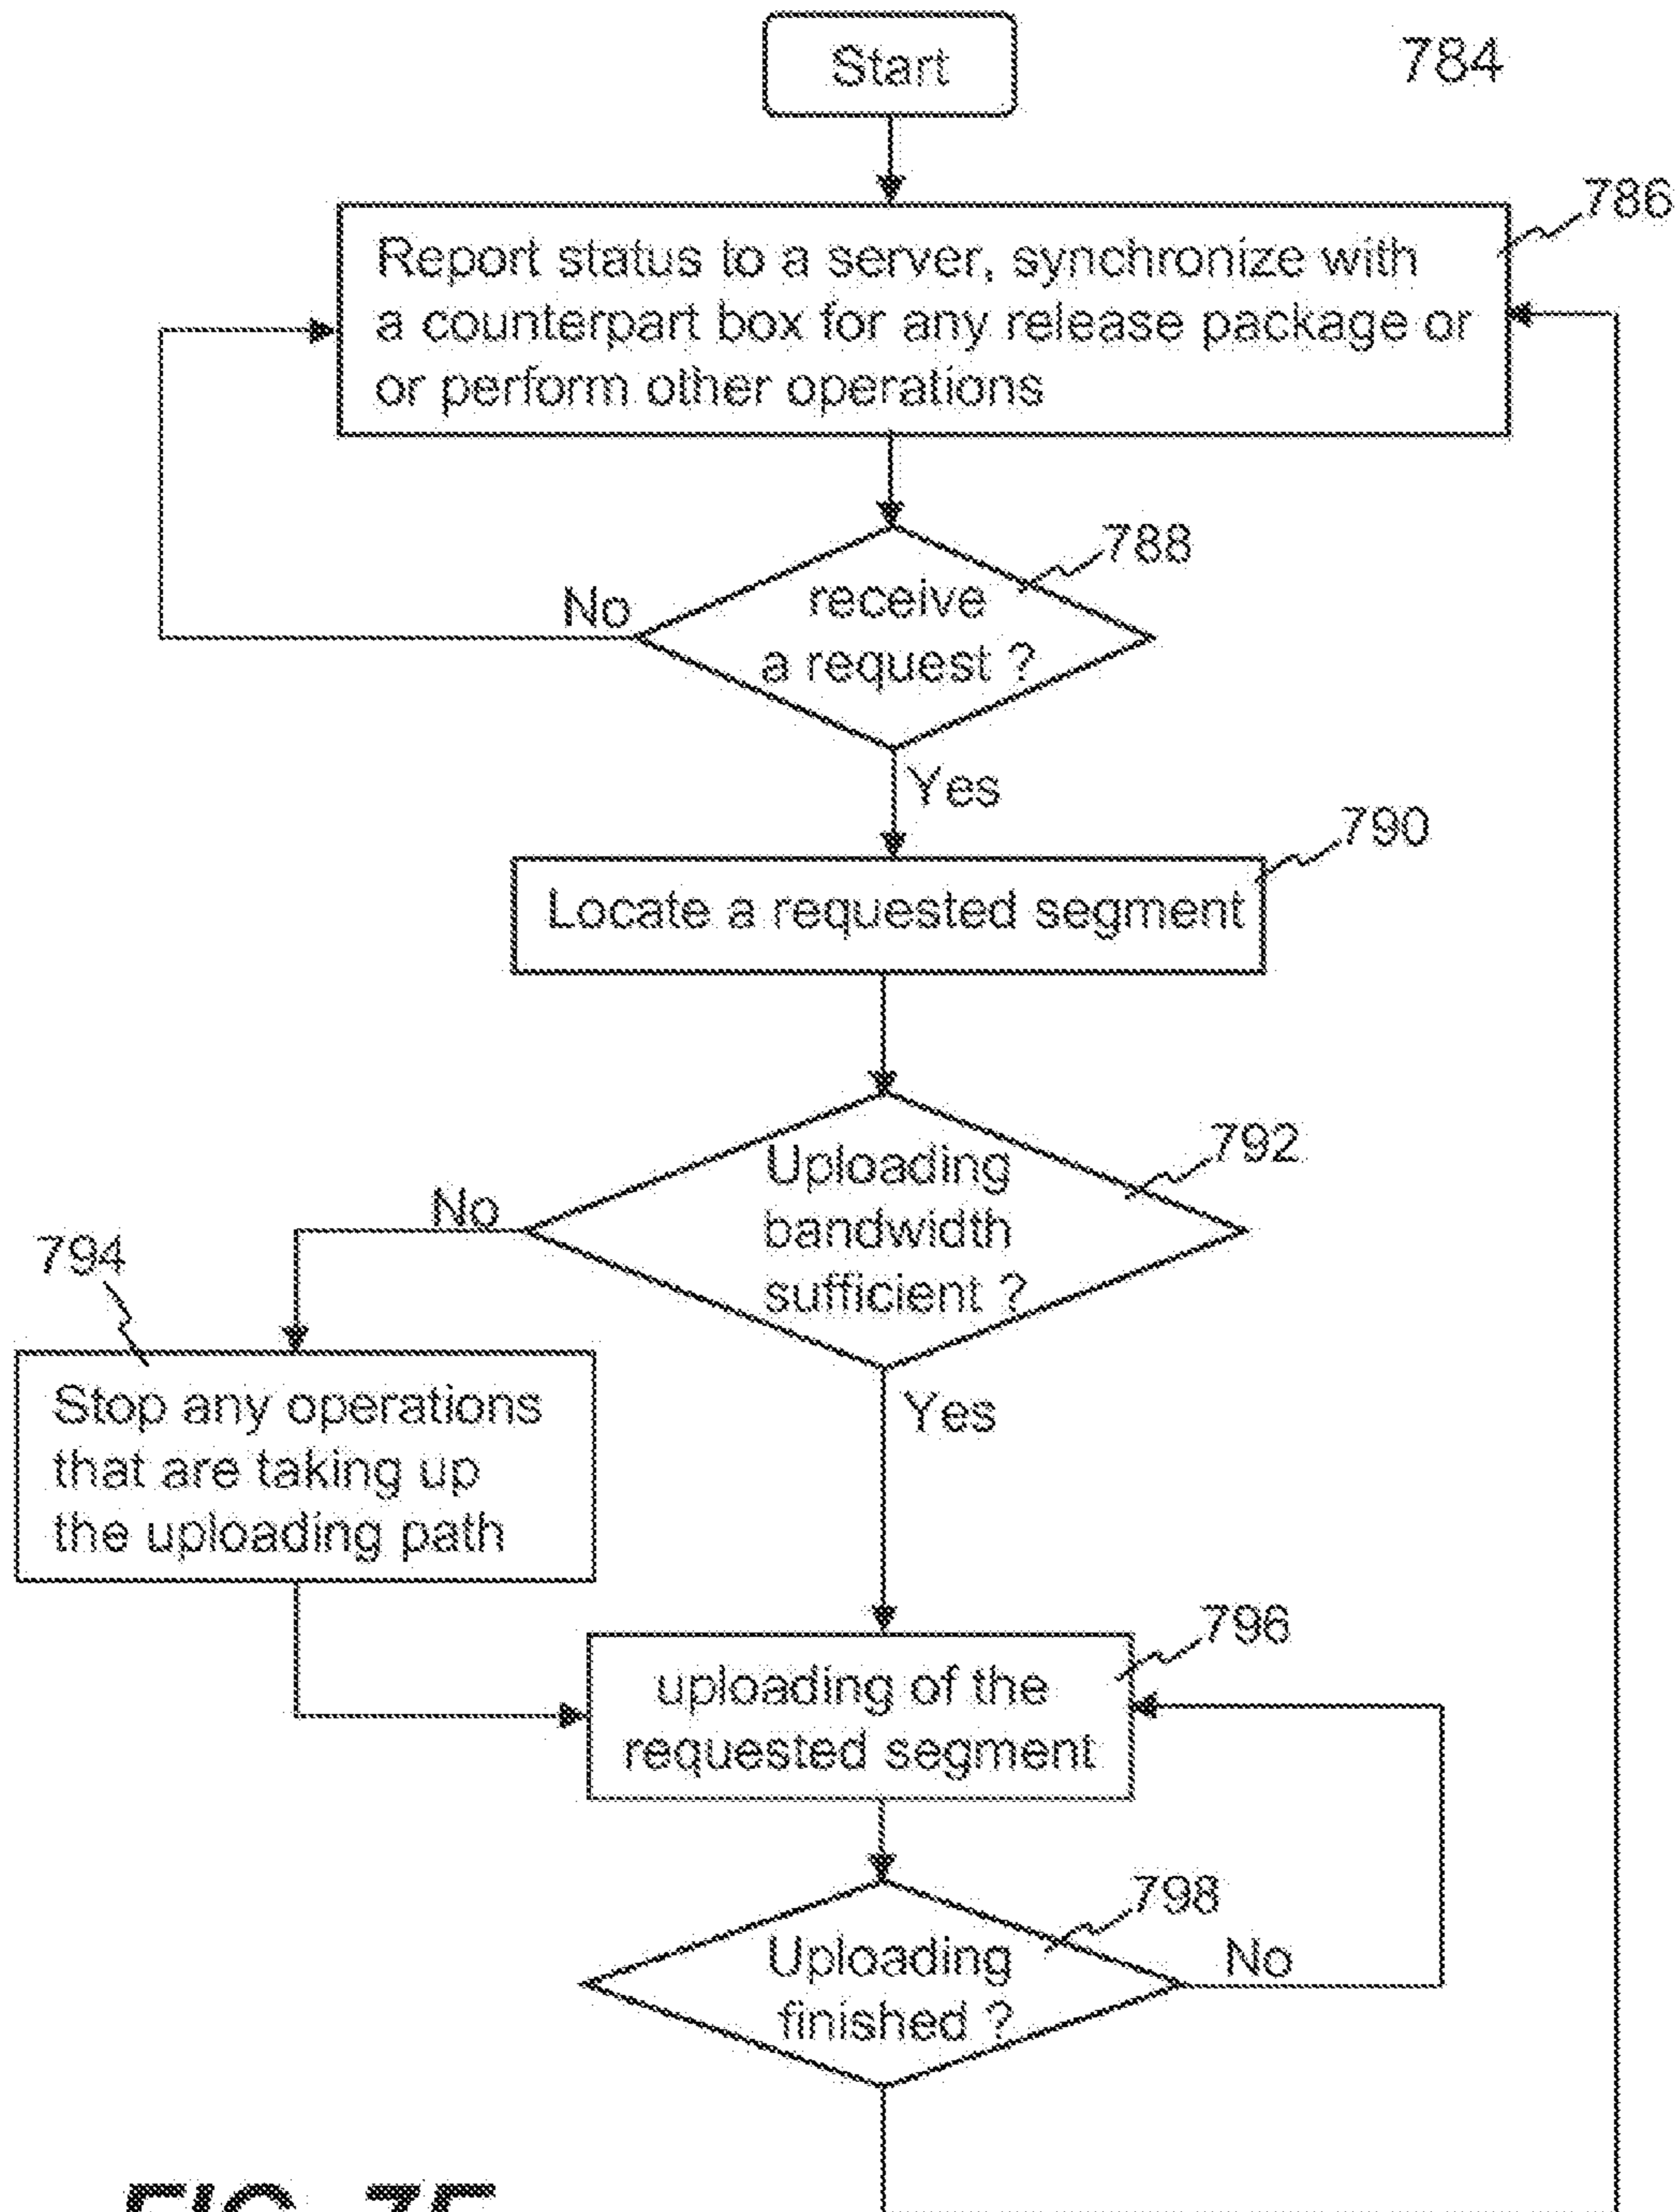 Start
784
786
Report status to a server, synchronize with
a counterpart box for any release package or
or perform other operations
788
No
receive
a request ?
Yes
790
Locate a requested segment
792
Uploading
bandwidth
sufficient ?
No
794
Stop any operations
that are taking up
the uploading path
Yes
796
uploading of the
requested segment
798
Uploading
finished ?
No